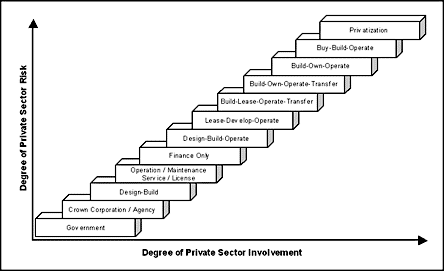 Privatization
Buy-Build-Operate
Build-Own-Operate
Build-Own-Operate-Transfer
Build-Lease-Operate-Transfer
Lease-Develop-Operate
Design-Build-Operate
Finance Only
Operation / Maintenance
Service / License
Design-Build
Crown Corporation / Agency
Government
Degree of Private Sector Risk
Degree of Private Sector Involvement